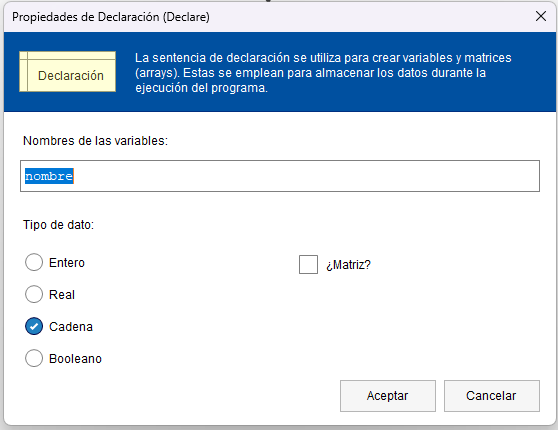 Propiedades de Declaración (Declare)
Declaración
La sentencia de declaración se utiliza para crear variables y matrices
(arrays). Estas se emplean para almacenar los datos durante la
ejecución del programa.
Nombres de las variables:
nombre
Tipo de dato:
Entero
¿Matriz?
Real
Cadena
Booleano
Aceptar
Cancelar